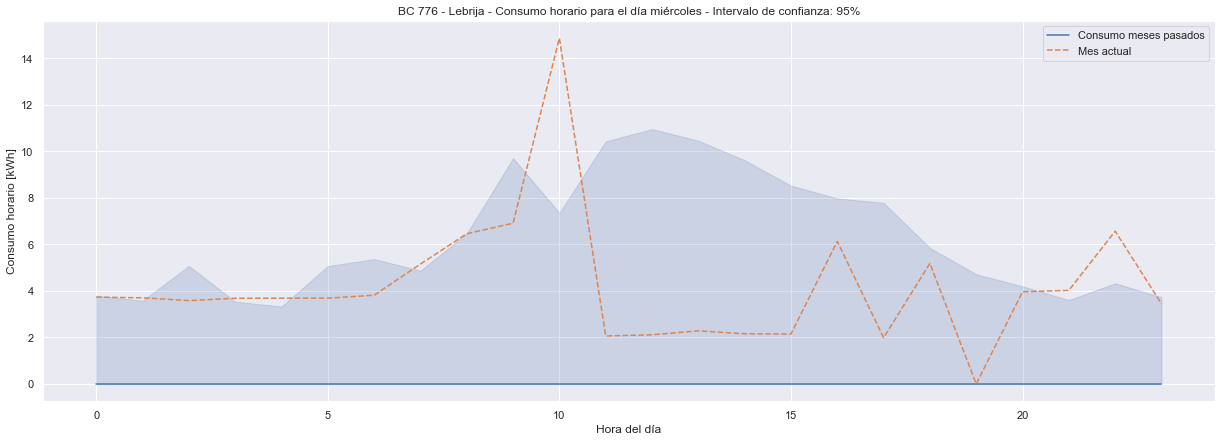 BC 776 - Lebrija - Consumo horario para el día miércoles - Intervalo de confianza: 95%
Consumo meses pasados
Mes actual
Consumo horario [kWh]
14
12
10
8
6
4
2
0
0 5 10 15 20
Hora del día